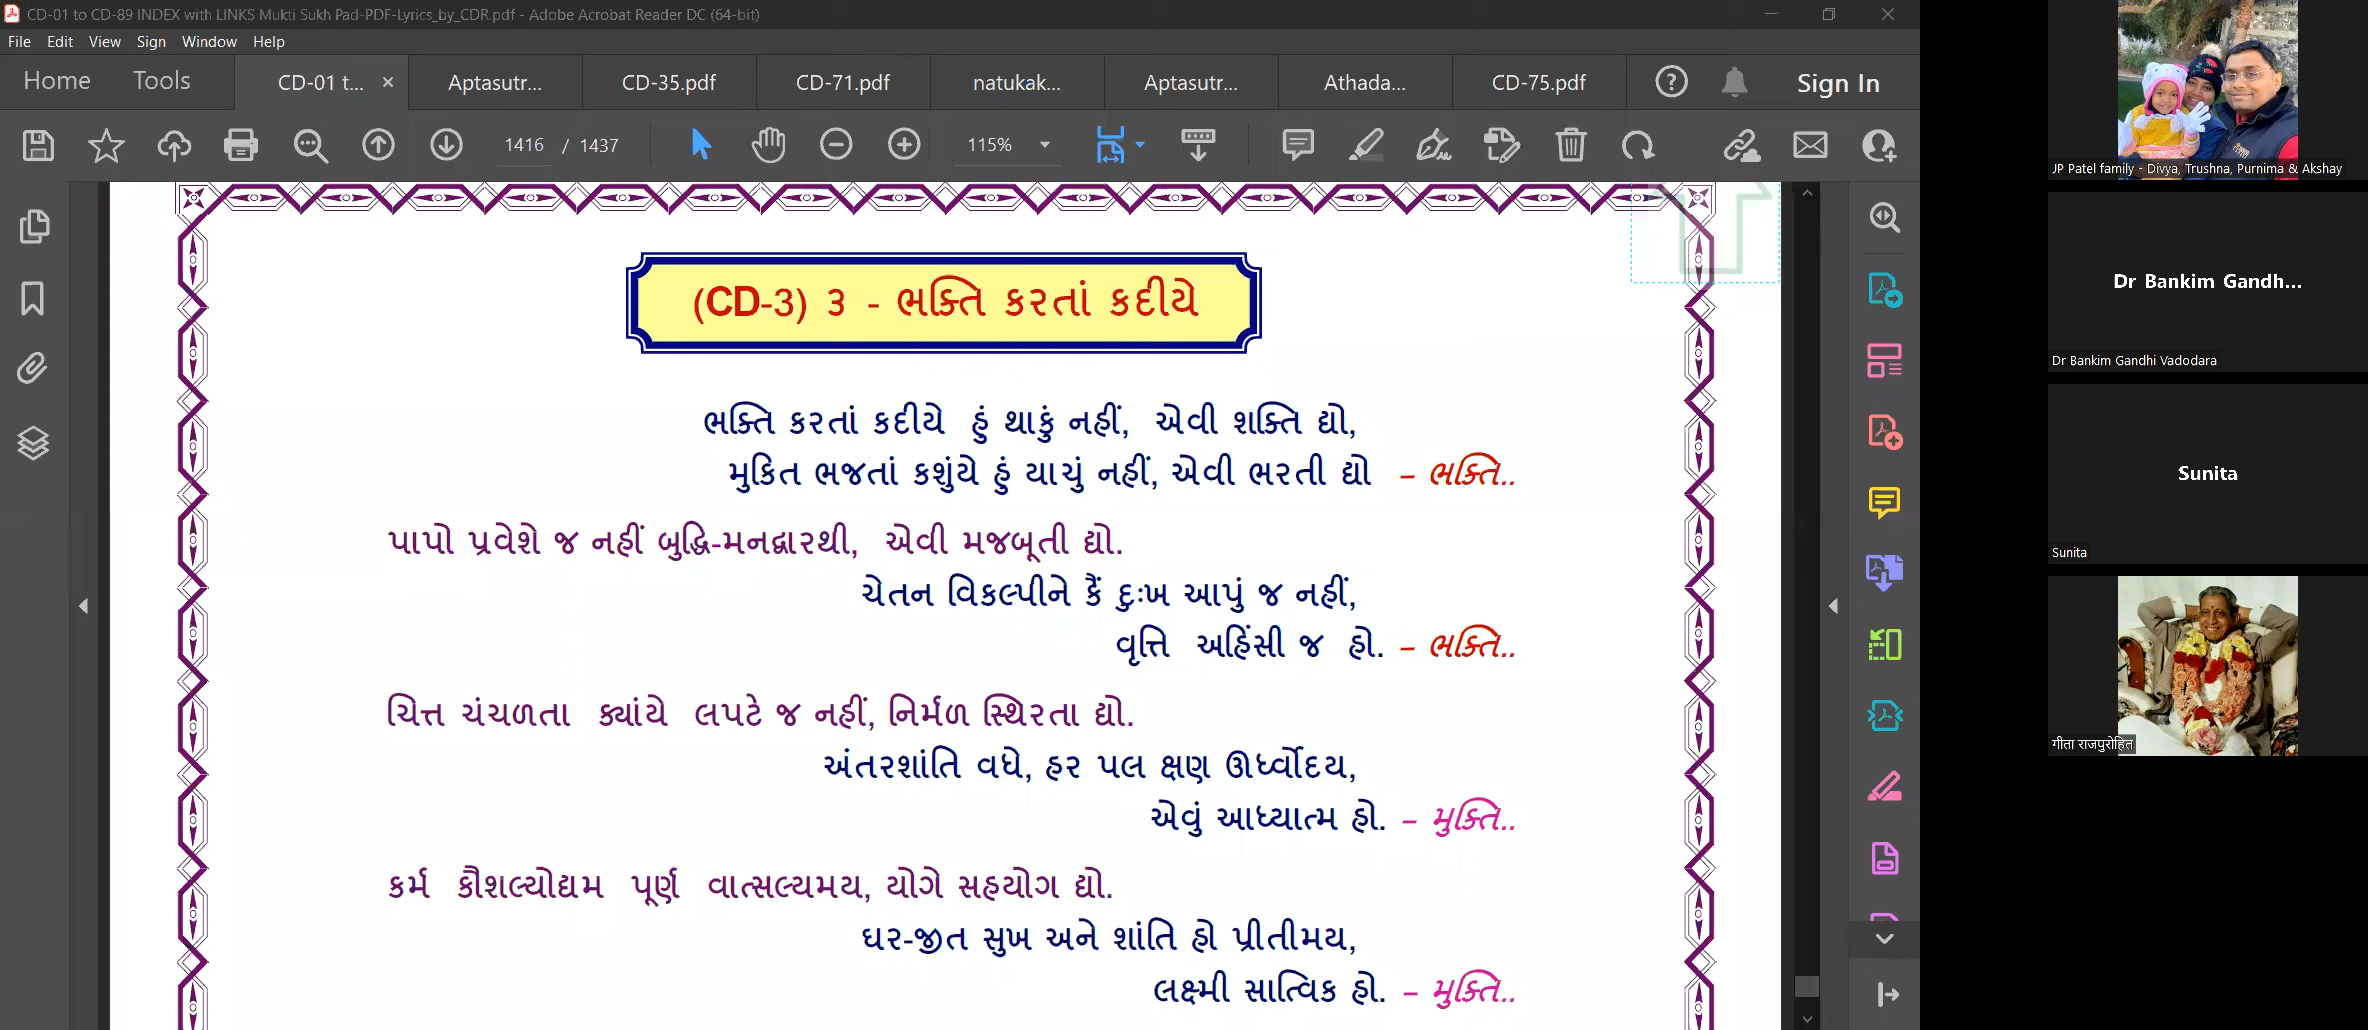 CD-01 to CD-89 INDEX with LINKS Mukti Sukh Pad-PDF-Lyrics_by_CDR.pdf - Adobe Acrobat Reader DC (64-bit)
File Edit View Sign Window Help
Home Tools CD-01 t... Aptasutr... CD-35.pdf CD-71.pdf natukak... Aptasutr... Athada... CD-75.pdf Sign In
1416 / 1437 115%
(CD-3) ૩ - ભક્તિ કરતાં કદીયે
ભક્તિ કરતાં કદીયે હું થાકું નહીં, એવી શક્તિ દ્યો,
મુકિત ભજતાં કશુંયે હું યાચું નહીં, એવી ભરતી દ્યો – ભક્તિ..
પાપો પ્રવેશે જ નહીં બુદ્ધિ-મનદ્વારથી, એવી મજબૂતી દ્યો.
ચેતન વિકલ્પીને કૈં દુઃખ આપું જ નહીં,
વૃત્તિ અહિંસી જ હો. – ભક્તિ..
ચિત્ત ચંચળતા ક્યાંયે લપટે જ નહીં, નિર્મળ સ્થિરતા દ્યો.
અંતરશાંતિ વધે, હર પલ ક્ષણ ઊર્ધ્વોદય,
એવું આધ્યાત્મ હો. – મુક્તિ..
કર્મ કૌશલ્યોદ્યમ પૂર્ણ વાત્સલ્યમય, યોગે સહયોગ દ્યો.
ઘર-જીત સુખ અને શાંતિ હો પ્રીતીમય,
લક્ષ્મી સાત્વિક હો. – મુક્તિ..
JP Patel family - Divya, Trushna, Purnima & Akshay
Dr Bankim Gandh...
Dr Bankim Gandhi Vadodara
Sunita
Sunita
गीता राजपुरोहित